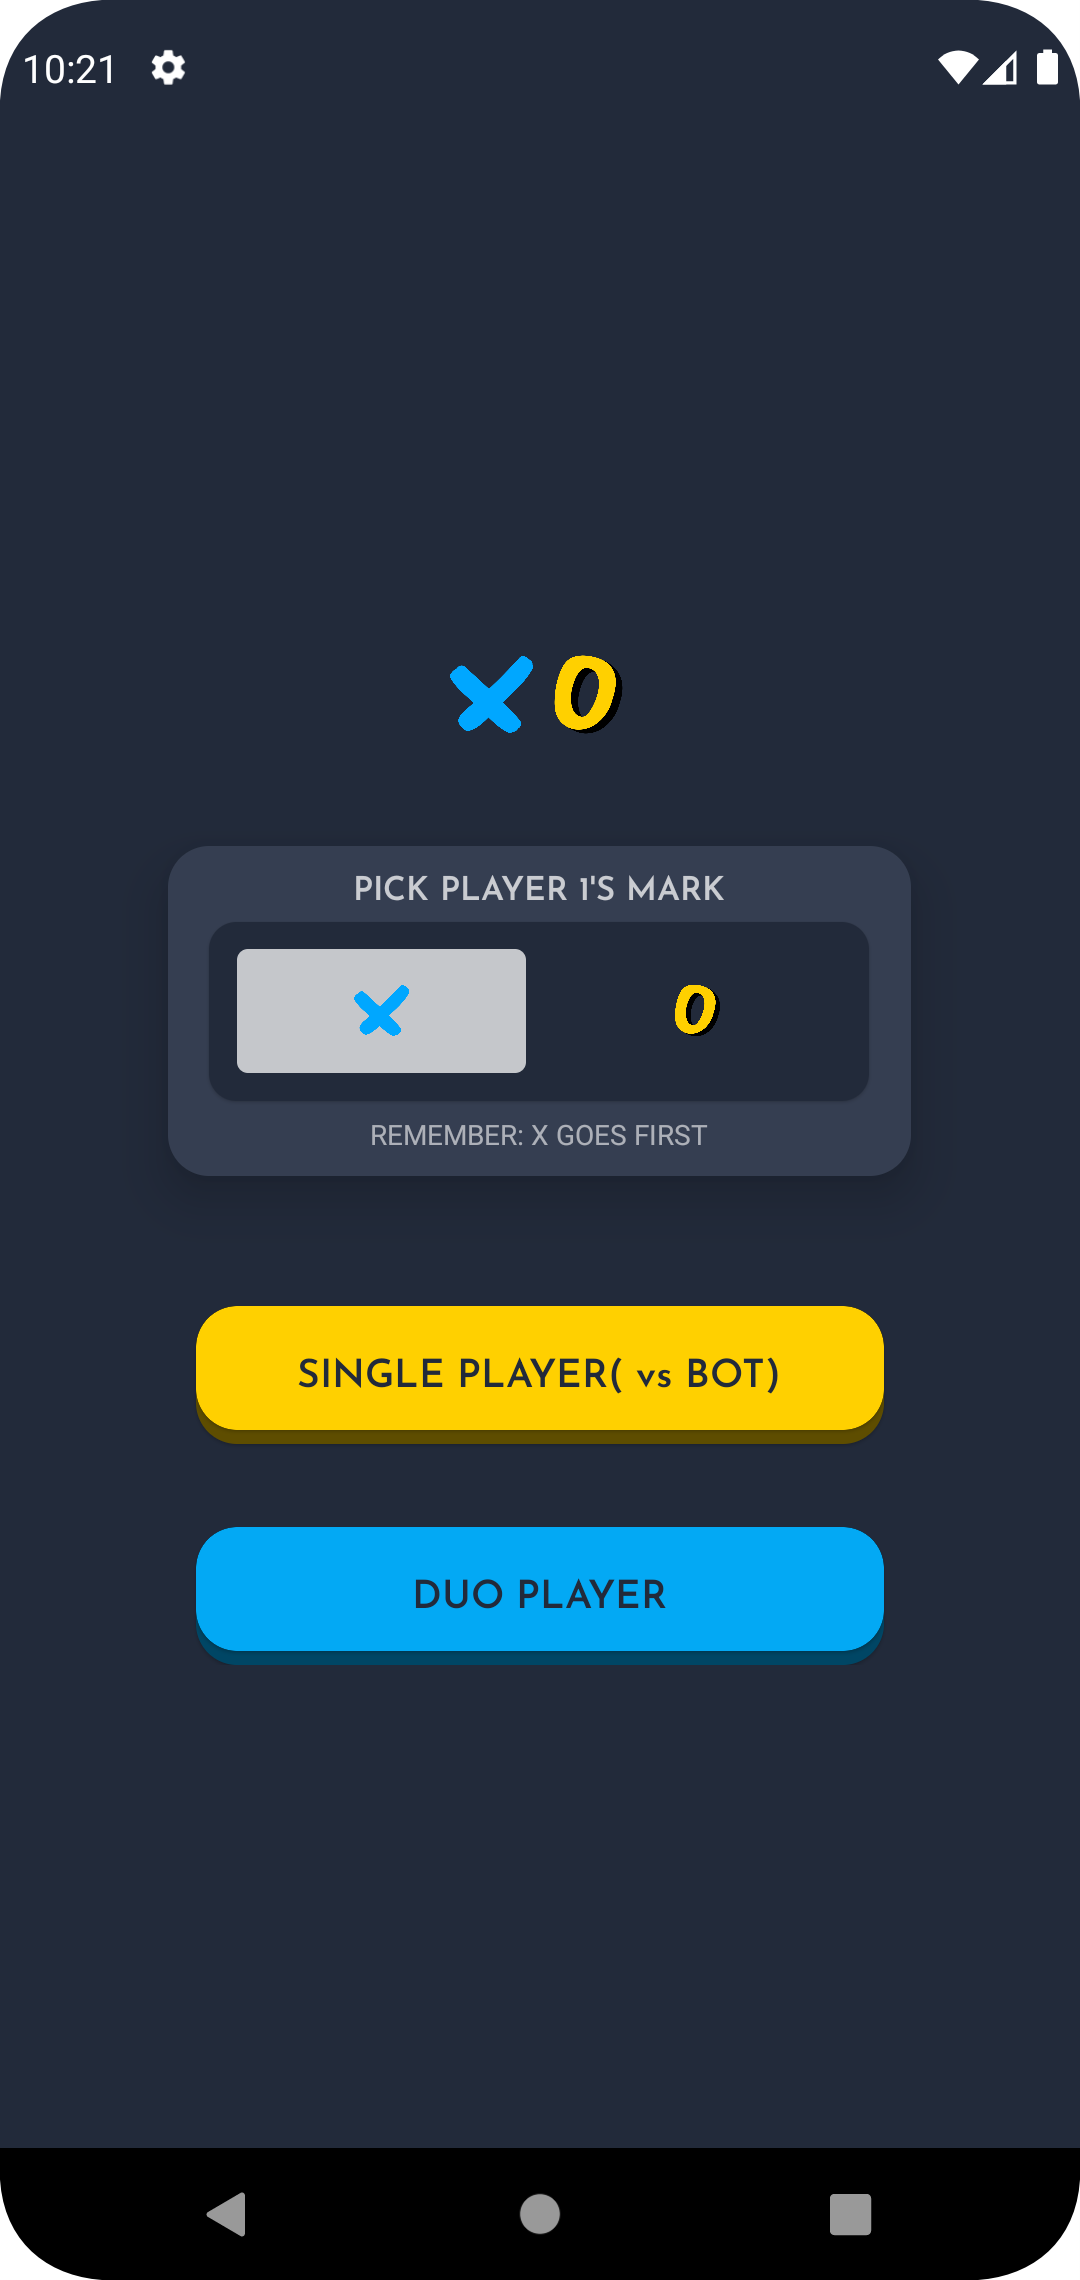 10:21
X O
PICK PLAYER 1'S MARK
X O
REMEMBER: X GOES FIRST
SINGLE PLAYER( vs BOT)
DUO PLAYER